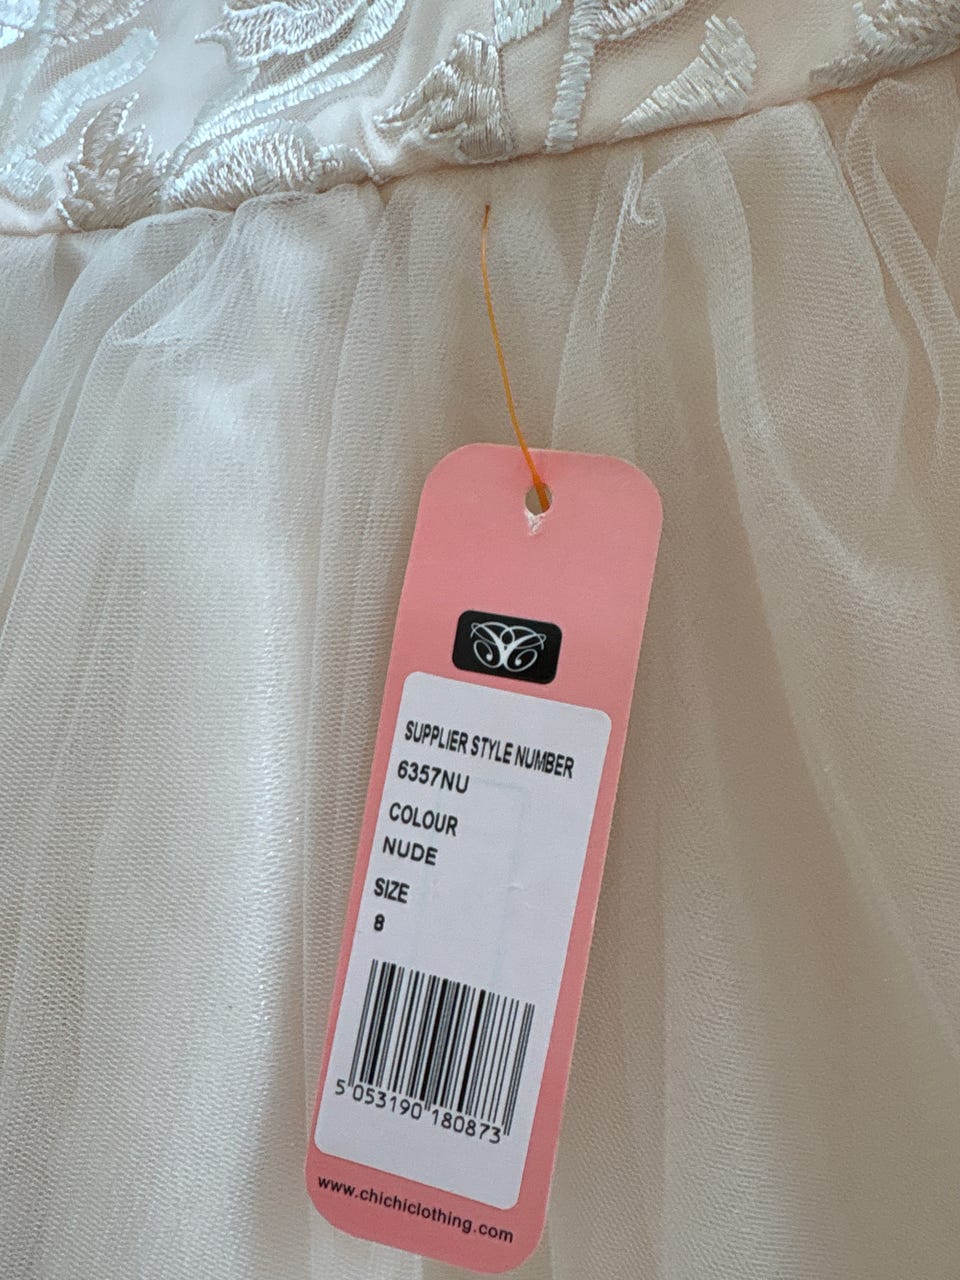 SUPPLIER STYLE NUMBER
6357NU
COLOUR
NUDE
SIZE
8
5 053190 180873
www.chichiclothing.com